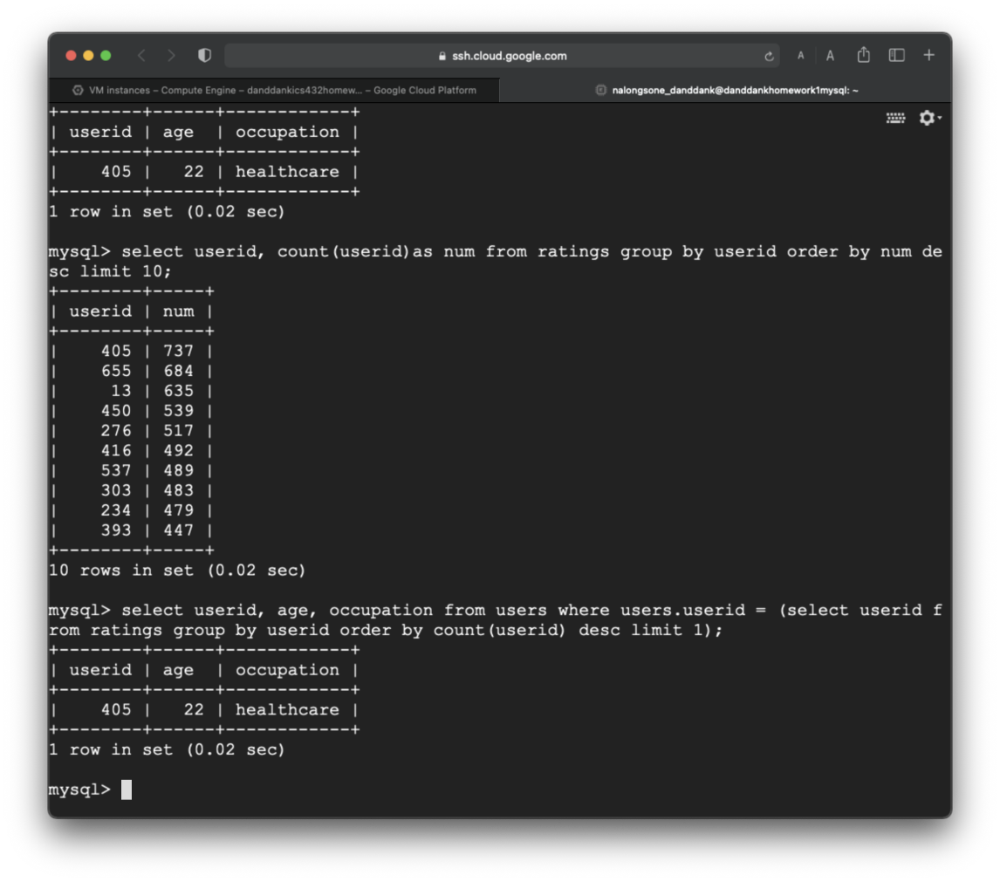 ssh.cloud.google.com
A A
VM instances – Compute Engine – danddankics432homew... – Google Cloud Platform
nalongsone_danddank@danddankhomework1mysql: ~
+--------+------+------------+
| userid | age  | occupation |
+--------+------+------------+
|    405 |   22 | healthcare |
+--------+------+------------+
1 row in set (0.02 sec)
mysql> select userid, count(userid)as num from ratings group by userid order by num de
sc limit 10;
+--------+-----+
| userid | num |
+--------+-----+
|    405 | 737 |
|    655 | 684 |
|     13 | 635 |
|    450 | 539 |
|    276 | 517 |
|    416 | 492 |
|    537 | 489 |
|    303 | 483 |
|    234 | 479 |
|    393 | 447 |
+--------+-----+
10 rows in set (0.02 sec)
mysql> select userid, age, occupation from users where users.userid = (select userid f
rom ratings group by userid order by count(userid) desc limit 1);
+--------+------+------------+
| userid | age  | occupation |
+--------+------+------------+
|    405 |   22 | healthcare |
+--------+------+------------+
1 row in set (0.02 sec)
mysql>